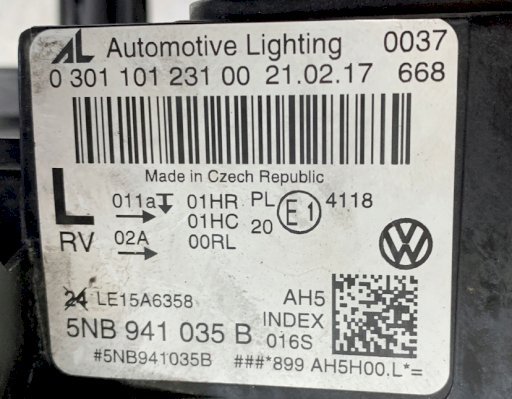 AL Automotive Lighting 0037
0 301 101 231 00 21.02.17 668
Made in Czech Republic
L 011a 01HR PL E1 4118
01HC 20
RV 02A 00RL
24 LE15A6358 AH5
5NB 941 035 B INDEX
016S
#5NB941035B ###*899 AH5H00.L*=